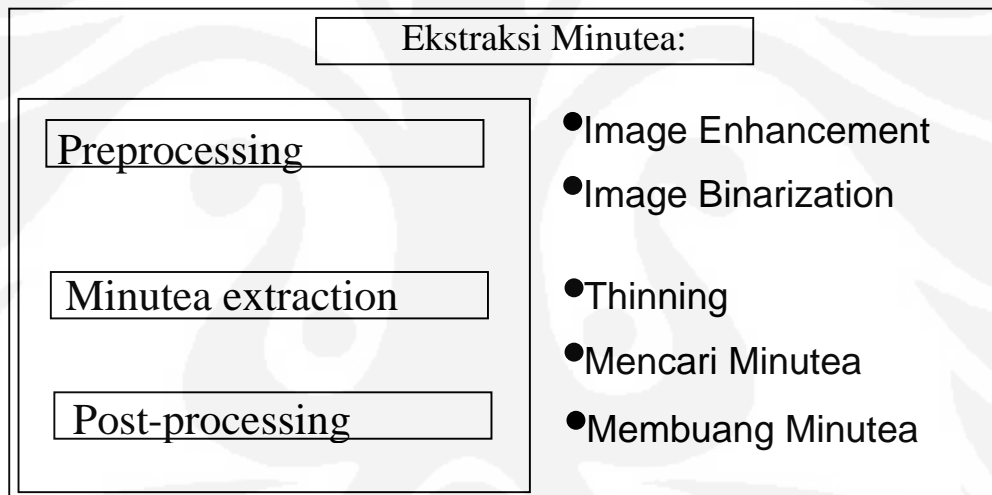 Ekstraksi Minutea:
Preprocessing
●Image Enhancement
●Image Binarization
Minutea extraction
●Thinning
●Mencari Minutea
Post-processing
●Membuang Minutea